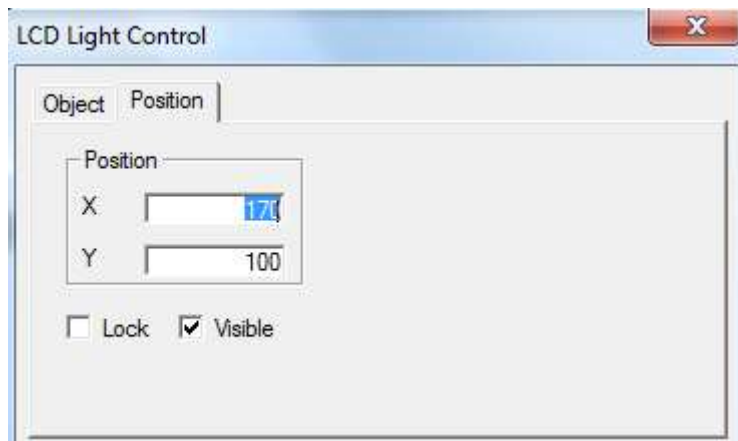 LCD Light Control
Object Position
Position
X 170
Y 100
Lock Visible